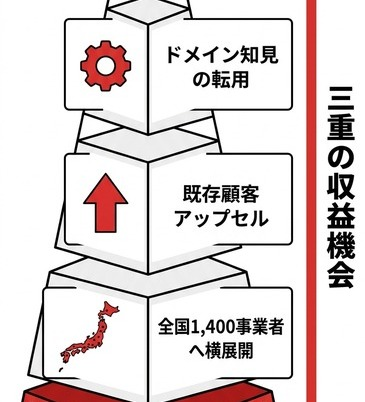 ドメイン知見
の転用
既存顧客
アップセル
全国1,400事業者
へ横展開
三重の収益機会